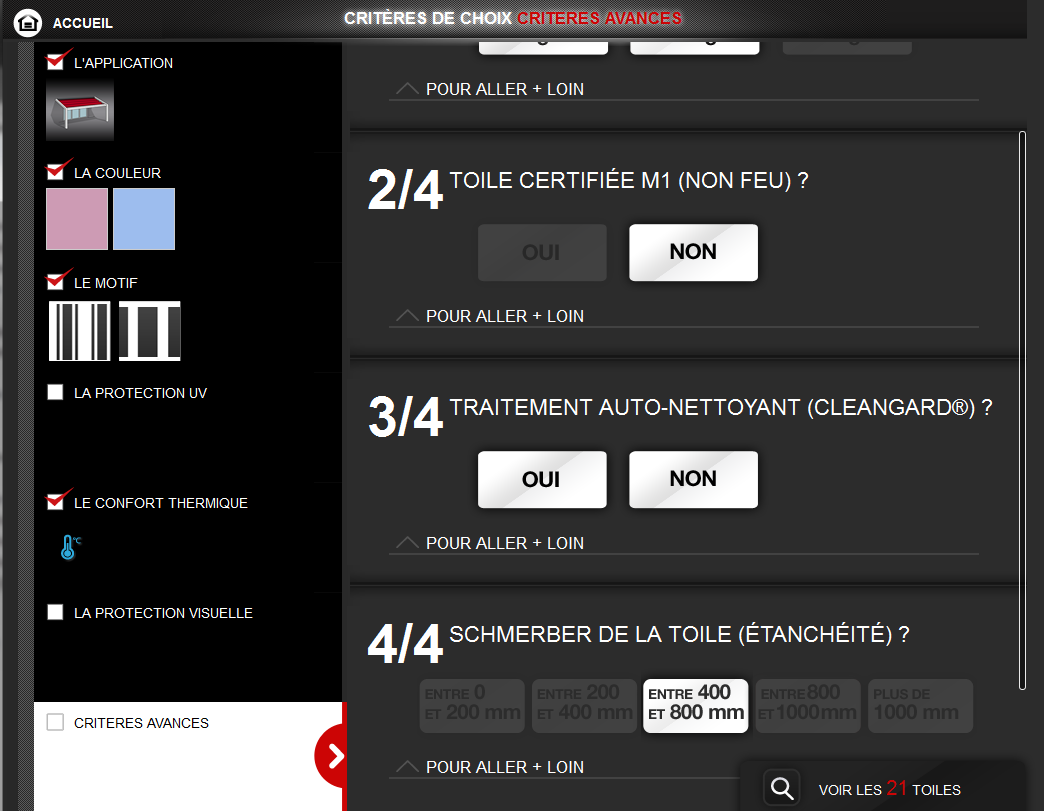 ACCUEIL
CRITÈRES DE CHOIX CRITERES AVANCES
L'APPLICATION
LA COULEUR
LE MOTIF
LA PROTECTION UV
LE CONFORT THERMIQUE
°C
LA PROTECTION VISUELLE
CRITERES AVANCES
POUR ALLER + LOIN
2/4 TOILE CERTIFIÉE M1 (NON FEU) ?
OUI NON
POUR ALLER + LOIN
3/4 TRAITEMENT AUTO-NETTOYANT (CLEANGARD®) ?
OUI NON
POUR ALLER + LOIN
4/4 SCHMERBER DE LA TOILE (ÉTANCHÉITÉ) ?
ENTRE 0 ENTRE 200 ENTRE 400 ENTRE 800 PLUS DE
ET 200 mm ET 400 mm ET 800 mm ET 1000 mm 1000 mm
POUR ALLER + LOIN
VOIR LES 21 TOILES